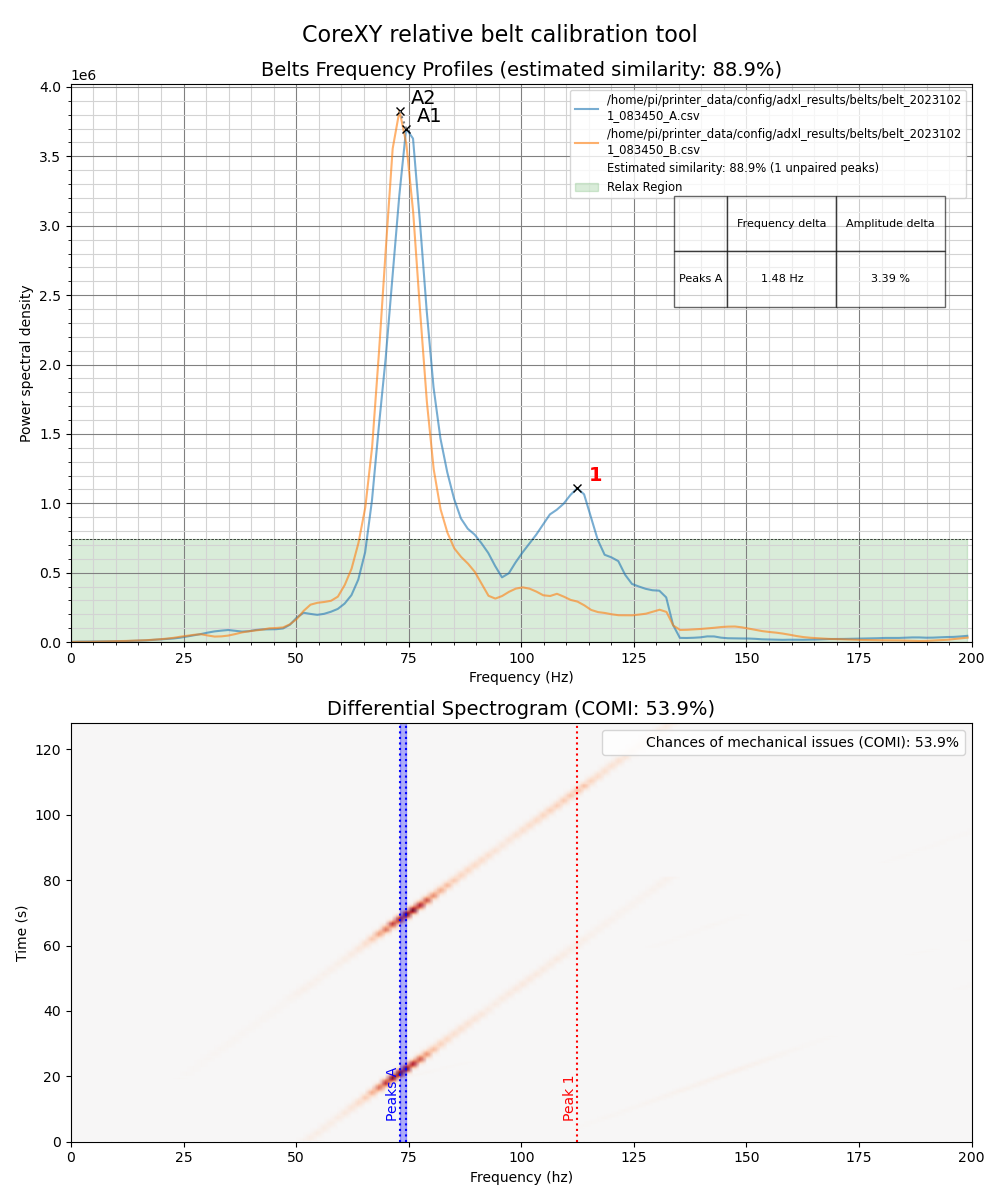 CoreXY relative belt calibration tool
Belts Frequency Profiles (estimated similarity: 88.9%)
1e6
A2
A1
/home/pi/printer_data/config/adxl_results/belts/belt_2023102
1_083450_A.csv
/home/pi/printer_data/config/adxl_results/belts/belt_2023102
1_083450_B.csv
Estimated similarity: 88.9% (1 unpaired peaks)
Relax Region
Frequency delta Amplitude delta
Peaks A 1.48 Hz 3.39 %
1
4.0
3.5
3.0
2.5
2.0
1.5
1.0
0.5
0.0
Power spectral density
0 25 50 75 100 125 150 175 200
Frequency (Hz)
Differential Spectrogram (COMI: 53.9%)
Chances of mechanical issues (COMI): 53.9%
120
100
80
60
40
20
0
Time (s)
Peaks A
Peak 1
0 25 50 75 100 125 150 175 200
Frequency (hz)